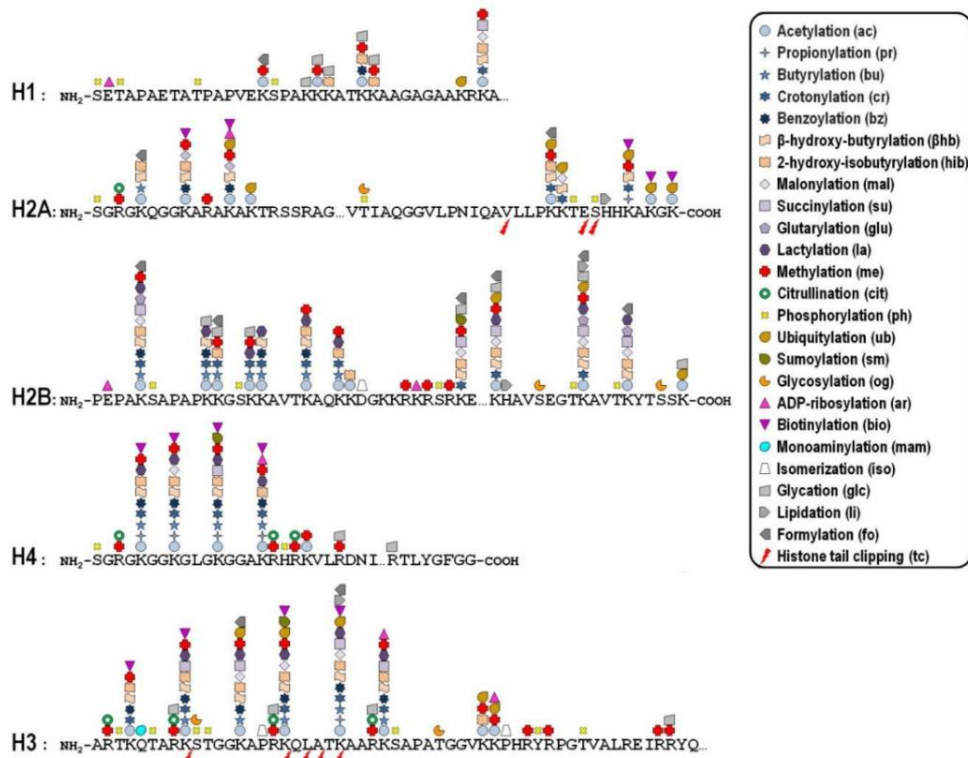 H1 : NH2-SETAPAETATPAPVEKSPAKKKATKKAAGAGAAKRKA…
H2A : NH2-SGRGKQGGKARAKAKTRSSRAG…VTIAQGGVLPNIQAVLLPKKTESHHKAKGK-COOH
H2B: NH2-PEPAKSAPAPKKGSKKAVTKAQKKDGKKRKRSRKE…KHAVSEGTKAVTKYTSSK-COOH
H4 : NH2-SGRGKGGKGLGKGGAKRHRKVLRDNI…RTLYGFGG-COOH
H3 : NH2-ARTKQTARKSTGGKAPRKQLATKAARKSAPATGGVKKPHRYRPGTVALREIRRYQ…
Acetylation (ac)
Propionylation (pr)
Butyrylation (bu)
Crotonylation (cr)
Benzoylation (bz)
β-hydroxy-butyrylation (βhb)
2-hydroxy-isobutyrylation (hib)
Malonylation (mal)
Succinylation (su)
Glutarylation (glu)
Lactylation (la)
Methylation (me)
Citrullination (cit)
Phosphorylation (ph)
Ubiquitylation (ub)
Sumoylation (sm)
Glycosylation (og)
ADP-ribosylation (ar)
Biotinylation (bio)
Monoaminylation (mam)
Isomerization (iso)
Glycation (glc)
Lipidation (li)
Formylation (fo)
Histone tail clipping (tc)